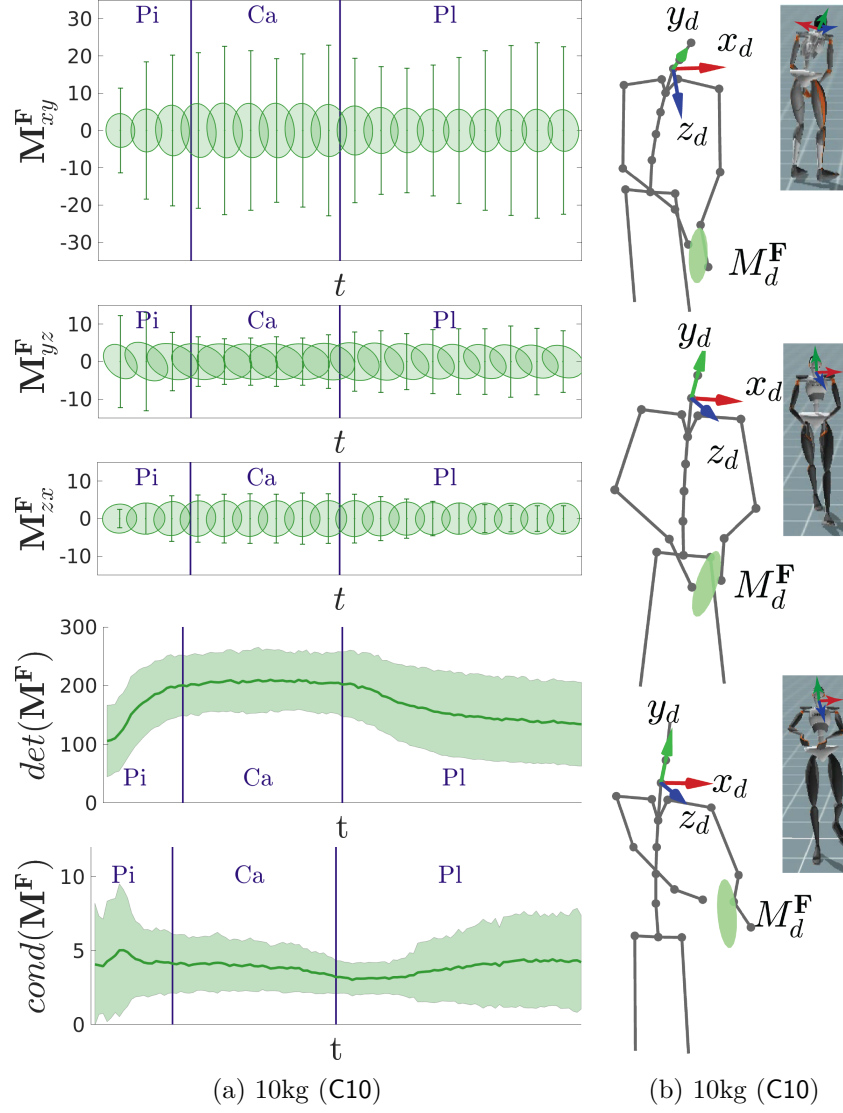 30
20
10
0
-10
-20
-30
M^F_xy
Pi Ca Pl
t
10
0
-10
M^F_yz
Pi Ca Pl
t
10
0
-10
M^F_zx
Pi Ca Pl
t
300
200
100
0
det(M^F)
Pi Ca Pl
t
10
5
0
cond(M^F)
Pi Ca Pl
t
(a) 10kg (C10)
y_d
x_d
z_d
M^F_d
y_d
x_d
z_d
M^F_d
y_d
x_d
z_d
M^F_d
(b) 10kg (C10)